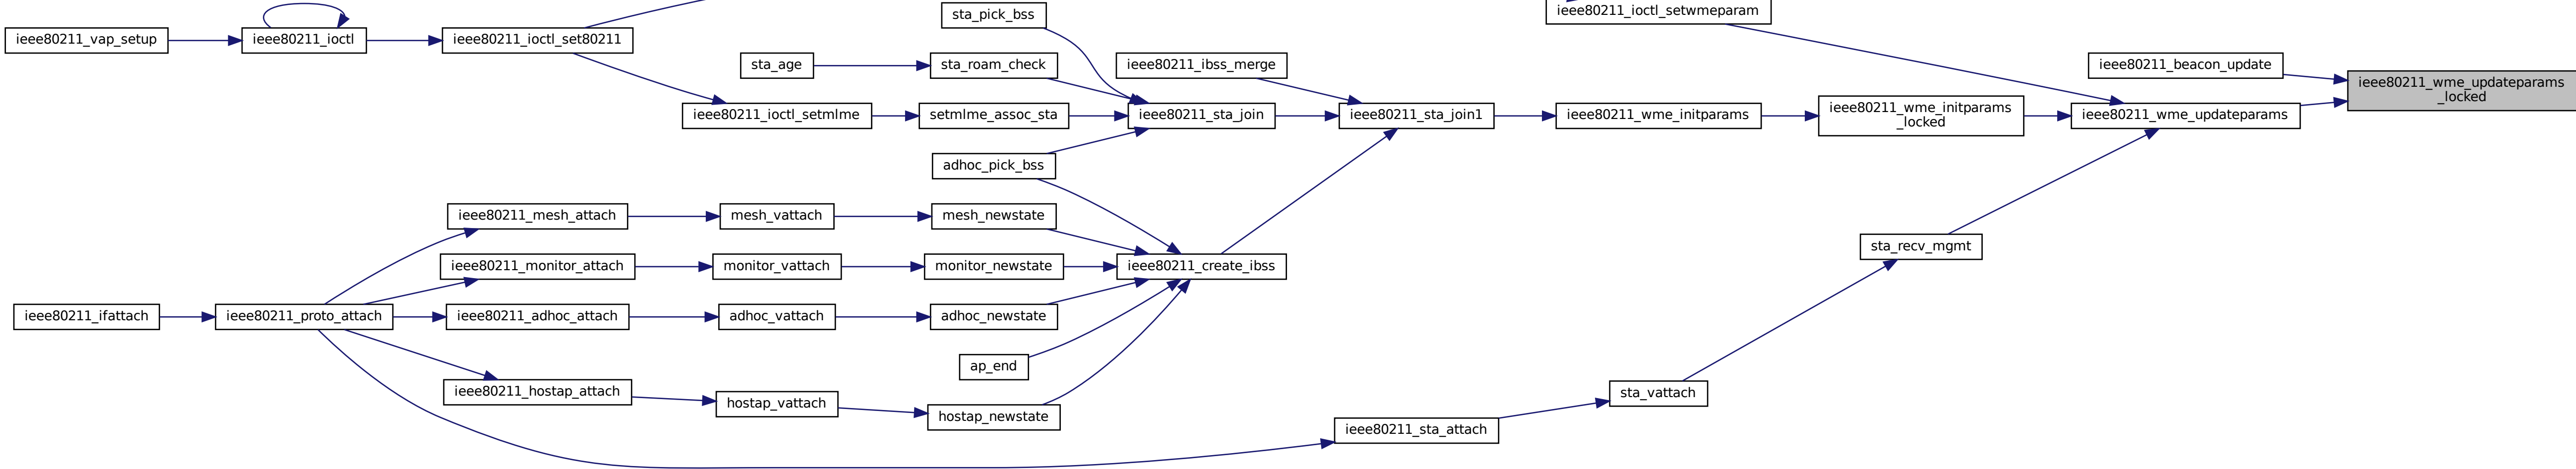 sta_pick_bss
ieee80211_ioctl_setwmeparam
ieee80211_vap_setup
ieee80211_ioctl
ieee80211_ioctl_set80211
sta_age
sta_roam_check
ieee80211_ibss_merge
ieee80211_beacon_update
ieee80211_wme_updateparams
_locked
ieee80211_ioctl_setmlme
setmlme_assoc_sta
ieee80211_sta_join
ieee80211_sta_join1
ieee80211_wme_initparams
ieee80211_wme_initparams
_locked
ieee80211_wme_updateparams
adhoc_pick_bss
ieee80211_mesh_attach
mesh_vattach
mesh_newstate
sta_recv_mgmt
ieee80211_monitor_attach
monitor_vattach
monitor_newstate
ieee80211_create_ibss
ieee80211_ifattach
ieee80211_proto_attach
ieee80211_adhoc_attach
adhoc_vattach
adhoc_newstate
ap_end
ieee80211_hostap_attach
hostap_vattach
hostap_newstate
sta_vattach
ieee80211_sta_attach